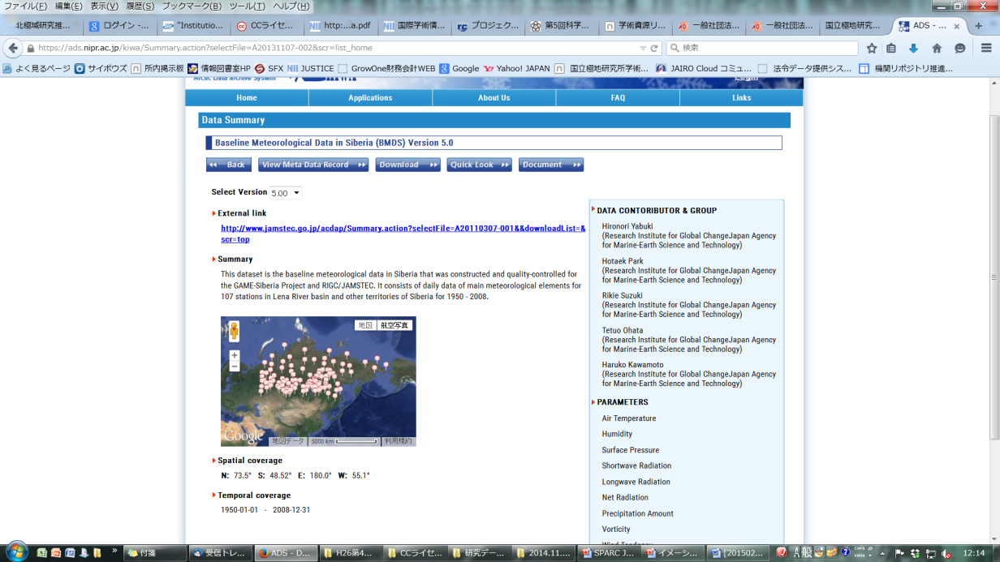 ファイル(F) 編集(E) 表示(V) 履歴(S) ブックマーク(B) ツール(T) ヘルプ(H)
北極域研究推... ログイン -... "Institutio... CCライセ... http:...a.pdf 国際学術情... プロジェク... 第5回科学... 学術資源リ... 一般社団法... 一般社団法... 国立極地研究... ADS - ...
https://ads.nipr.ac.jp/kiwa/Summary.action?selectFile=A20131107-002&scr=list_home 検索
よく見るページ サイボウズ 所内掲示板 情報図書室HP SFX JUSTICE GrowOne財務会計WEB Google Yahoo! JAPAN 国立極地研究所学術... JAIRO Cloud コミュ... 法令データ提供シス... 機関リポジトリ推進...
Arctic Data archive System Login
Home Applications About Us FAQ Links
Data Summary
Baseline Meteorological Data in Siberia (BMDS) Version 5.0
Back View Meta Data Record Download Quick Look Document
Select Version 5.00
External link
http://www.jamstec.go.jp/acdap/Summary.action?selectFile=A20110307-001&&downloadList=&
scr=top
Summary
This dataset is the baseline meteorological data in Siberia that was constructed and quality-controlled for
the GAME-Siberia Project and RIGC/JAMSTEC. It consists of daily data of main meteorological elements for
107 stations in Lena River basin and other territories of Siberia for 1950 - 2008.
地図 航空写真
+
−
Google 地図データ 5000 km 利用規約
Spatial coverage
N: 73.5° S: 48.52° E: 180.0° W: 55.1°
Temporal coverage
1950-01-01 - 2008-12-31
DATA CONTORIBUTOR & GROUP
Hironori Yabuki
(Research Institute for Global ChangeJapan Agency
for Marine-Earth Science and Technology)
Hotaek Park
(Research Institute for Global ChangeJapan Agency
for Marine-Earth Science and Technology)
Rikie Suzuki
(Research Institute for Global ChangeJapan Agency
for Marine-Earth Science and Technology)
Tetuo Ohata
(Research Institute for Global ChangeJapan Agency
for Marine-Earth Science and Technology)
Haruko Kawamoto
(Research Institute for Global ChangeJapan Agency
for Marine-Earth Science and Technology)
PARAMETERS
Air Temperature
Humidity
Surface Pressure
Shortwave Radiation
Longwave Radiation
Net Radiation
Precipitation Amount
Vorticity
Wind Tendency
付箋 受信トレ... ADS - D... H26第4... CCライセ... 研究デー... 2014.11.... SPARC J... イメーシ... [201502... A般 CAPS KANA 12:14